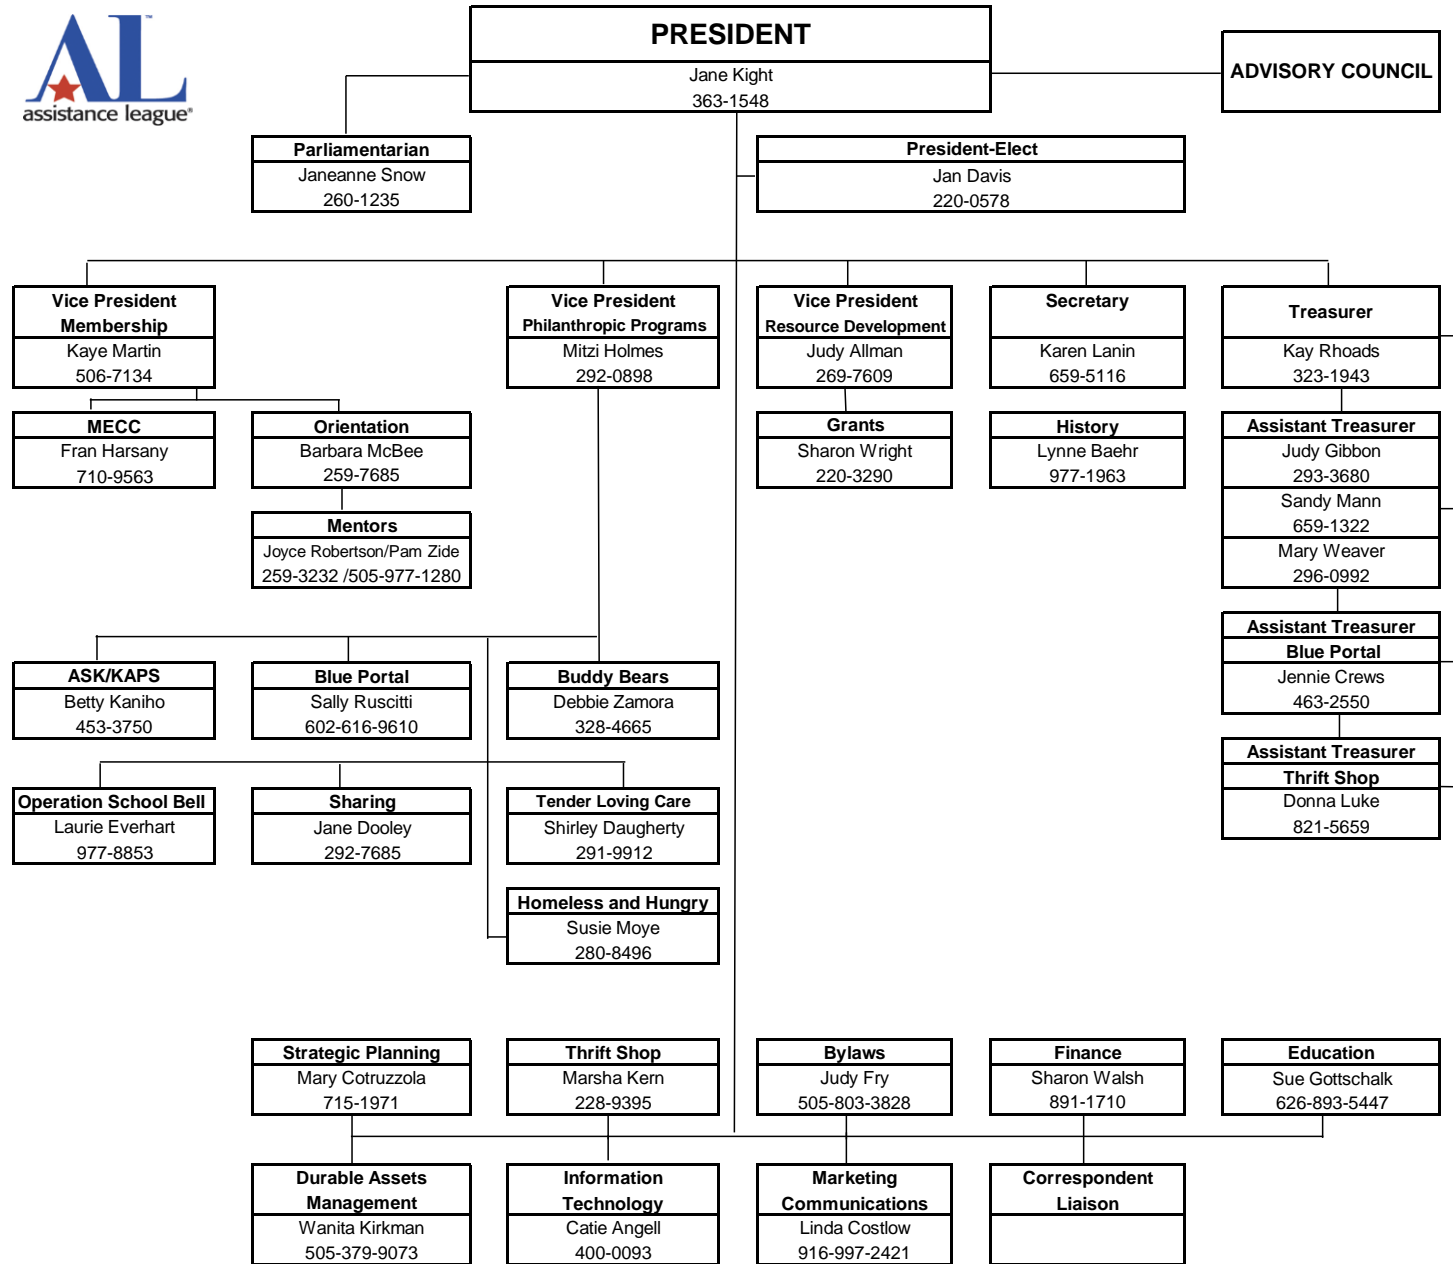 AL™
assistance league®
PRESIDENT
Jane Kight
363-1548
ADVISORY COUNCIL
Parliamentarian
Janeanne Snow
260-1235
President-Elect
Jan Davis
220-0578
Vice President
Membership
Kaye Martin
506-7134
Vice President
Philanthropic Programs
Mitzi Holmes
292-0898
Vice President
Resource Development
Judy Allman
269-7609
Secretary
Karen Lanin
659-5116
Treasurer
Kay Rhoads
323-1943
MECC
Fran Harsany
710-9563
Orientation
Barbara McBee
259-7685
Grants
Sharon Wright
220-3290
History
Lynne Baehr
977-1963
Assistant Treasurer
Judy Gibbon
293-3680
Sandy Mann
659-1322
Mary Weaver
296-0992
Mentors
Joyce Robertson/Pam Zide
259-3232 /505-977-1280
Assistant Treasurer
Blue Portal
Jennie Crews
463-2550
ASK/KAPS
Betty Kaniho
453-3750
Blue Portal
Sally Ruscitti
602-616-9610
Buddy Bears
Debbie Zamora
328-4665
Assistant Treasurer
Thrift Shop
Donna Luke
821-5659
Operation School Bell
Laurie Everhart
977-8853
Sharing
Jane Dooley
292-7685
Tender Loving Care
Shirley Daugherty
291-9912
Homeless and Hungry
Susie Moye
280-8496
Strategic Planning
Mary Cotruzzola
715-1971
Thrift Shop
Marsha Kern
228-9395
Bylaws
Judy Fry
505-803-3828
Finance
Sharon Walsh
891-1710
Education
Sue Gottschalk
626-893-5447
Durable Assets
Management
Wanita Kirkman
505-379-9073
Information
Technology
Catie Angell
400-0093
Marketing
Communications
Linda Costlow
916-997-2421
Correspondent
Liaison